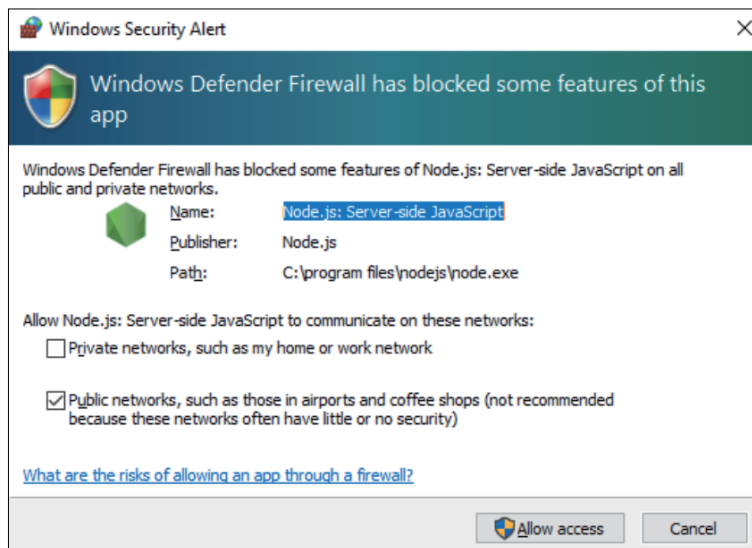 Windows Security Alert
Windows Defender Firewall has blocked some features of this
app
Windows Defender Firewall has blocked some features of Node.js: Server-side JavaScript on all
public and private networks.
Name: Node.js: Server-side JavaScript
Publisher: Node.js
Path: C:\program files\nodejs\node.exe
Allow Node.js: Server-side JavaScript to communicate on these networks:
Private networks, such as my home or work network
Public networks, such as those in airports and coffee shops (not recommended
because these networks often have little or no security)
What are the risks of allowing an app through a firewall?
Allow access Cancel